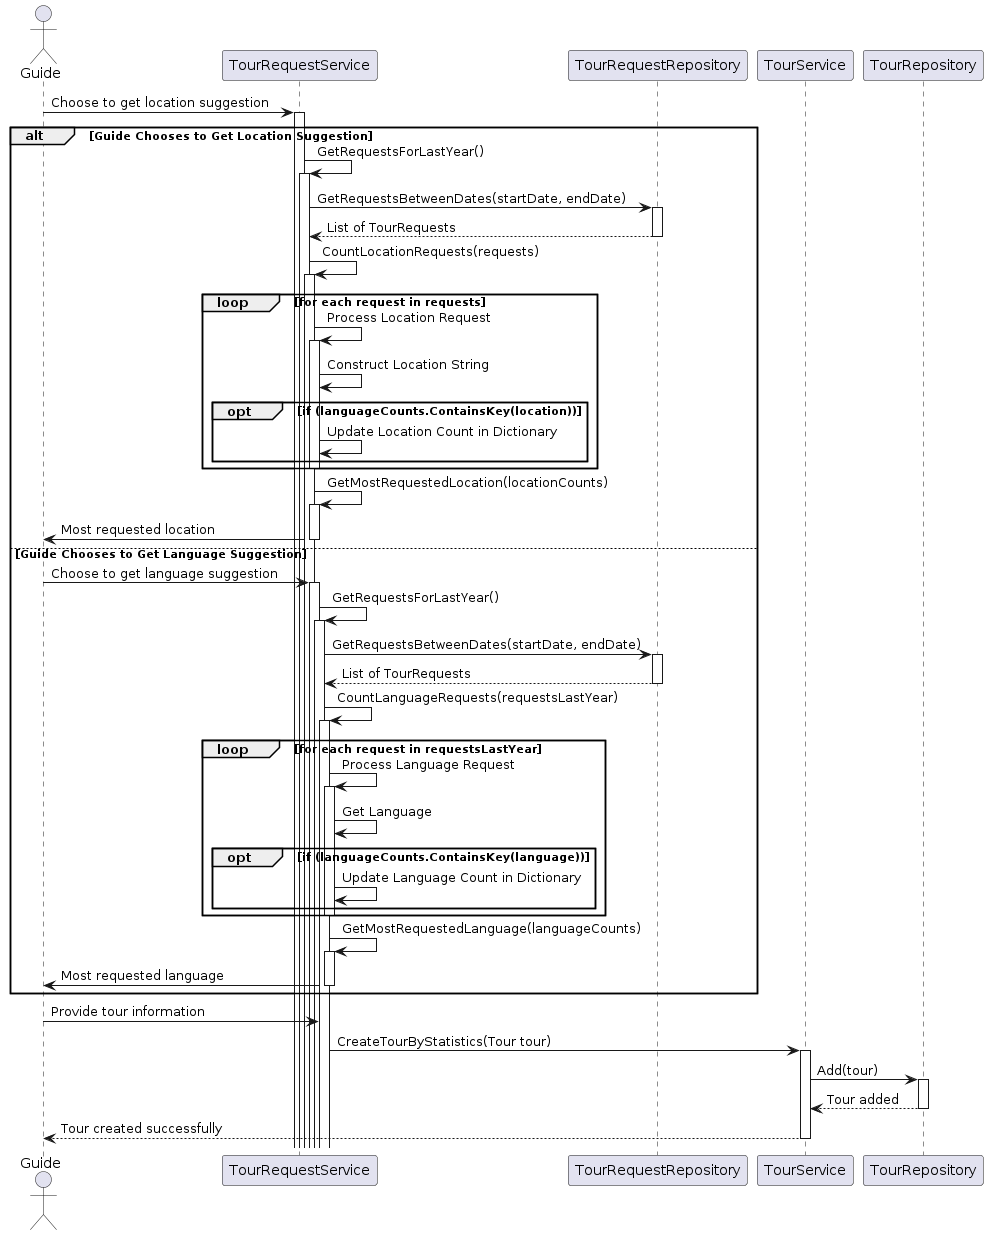 Guide
TourRequestService
TourRequestRepository
TourService
TourRepository
Choose to get location suggestion
alt
[Guide Chooses to Get Location Suggestion]
GetRequestsForLastYear()
GetRequestsBetweenDates(startDate, endDate)
List of TourRequests
CountLocationRequests(requests)
loop
[for each request in requests]
Process Location Request
Construct Location String
opt
[if (languageCounts.ContainsKey(location))]
Update Location Count in Dictionary
GetMostRequestedLocation(locationCounts)
Most requested location
[Guide Chooses to Get Language Suggestion]
Choose to get language suggestion
GetRequestsForLastYear()
GetRequestsBetweenDates(startDate, endDate)
List of TourRequests
CountLanguageRequests(requestsLastYear)
loop
[for each request in requestsLastYear]
Process Language Request
Get Language
opt
[if (languageCounts.ContainsKey(language))]
Update Language Count in Dictionary
GetMostRequestedLanguage(languageCounts)
Most requested language
Provide tour information
CreateTourByStatistics(Tour tour)
Add(tour)
Tour added
Tour created successfully
Guide
TourRequestService
TourRequestRepository
TourService
TourRepository